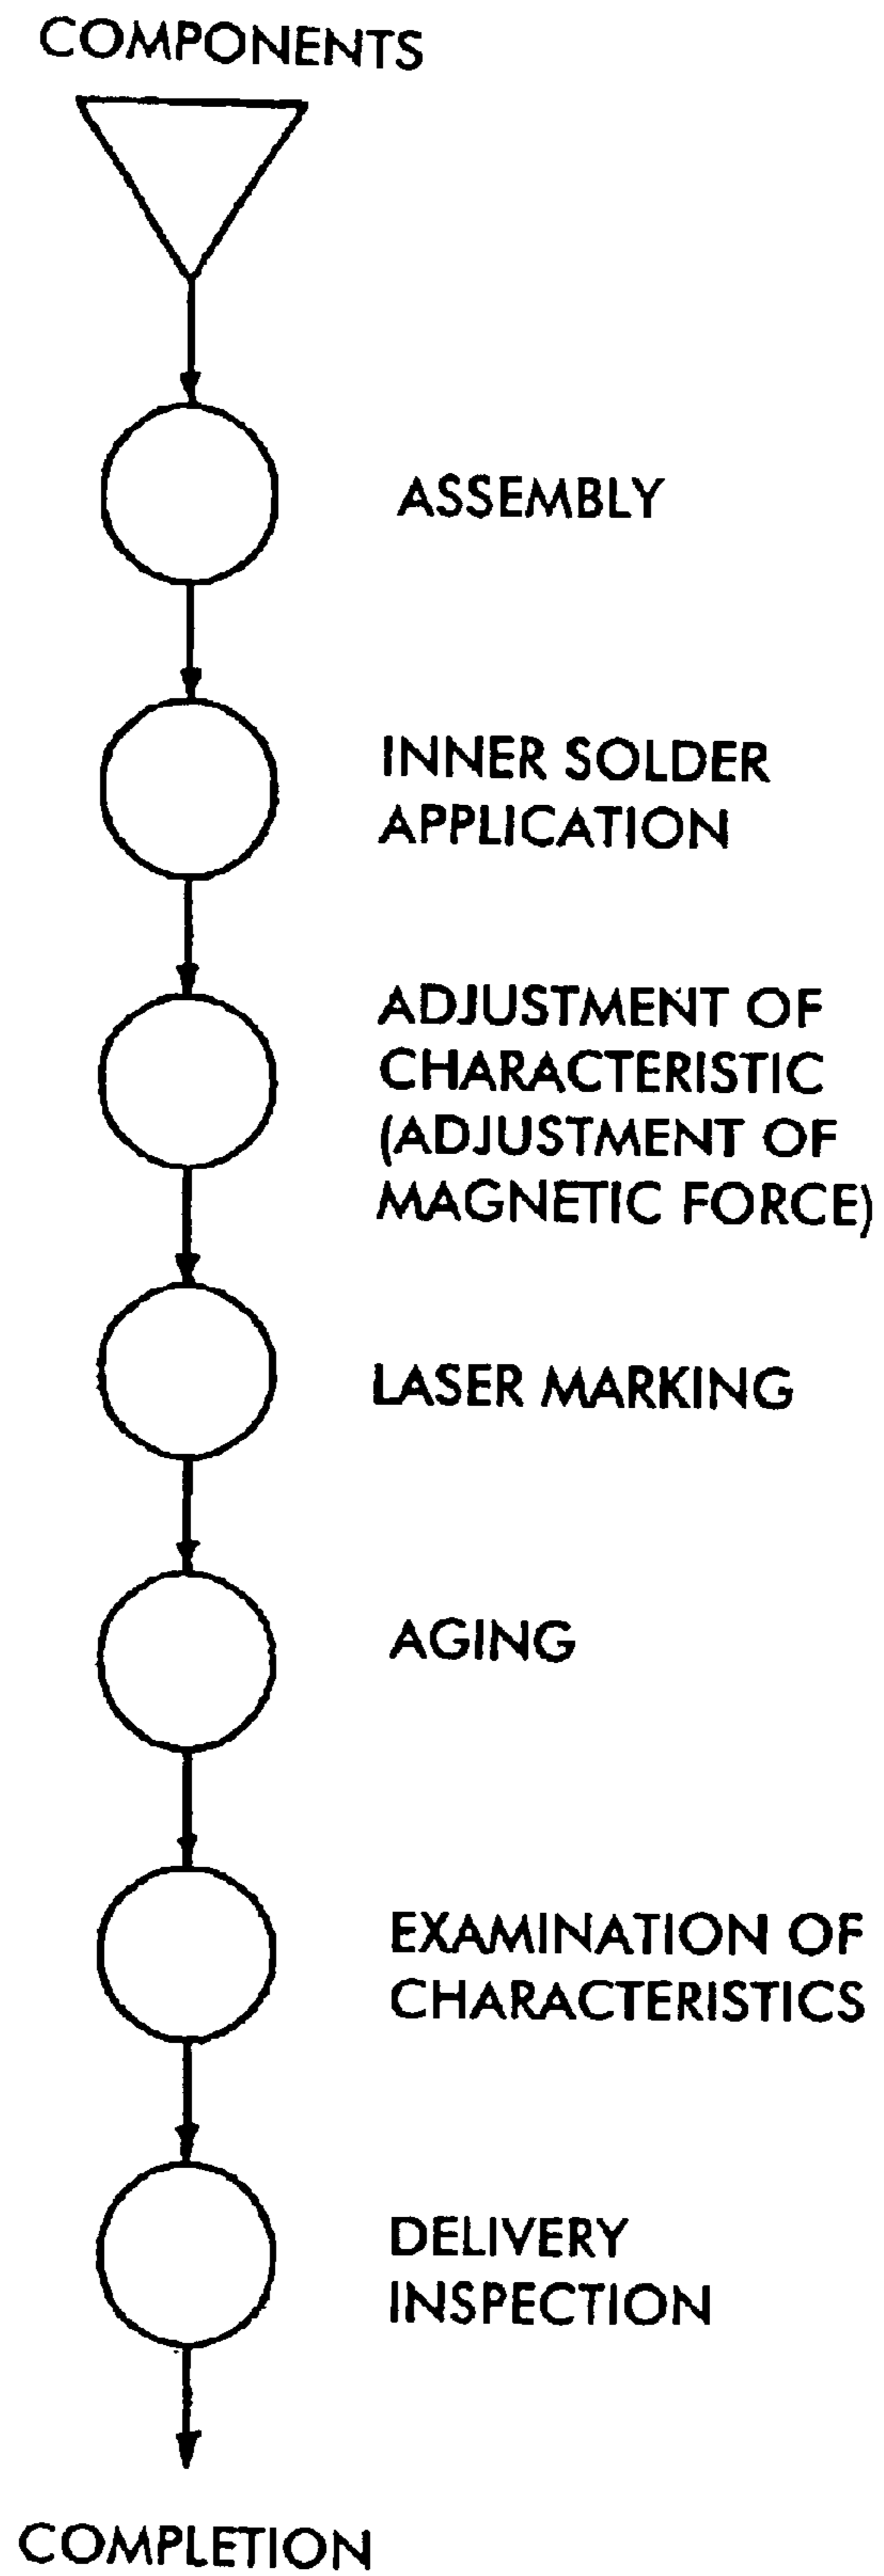 COMPONENTS
ASSEMBLY
INNER SOLDER
APPLICATION
ADJUSTMENT OF
CHARACTERISTIC
(ADJUSTMENT OF
MAGNETIC FORCE)
LASER MARKING
AGING
EXAMINATION OF
CHARACTERISTICS
DELIVERY
INSPECTION
COMPLETION